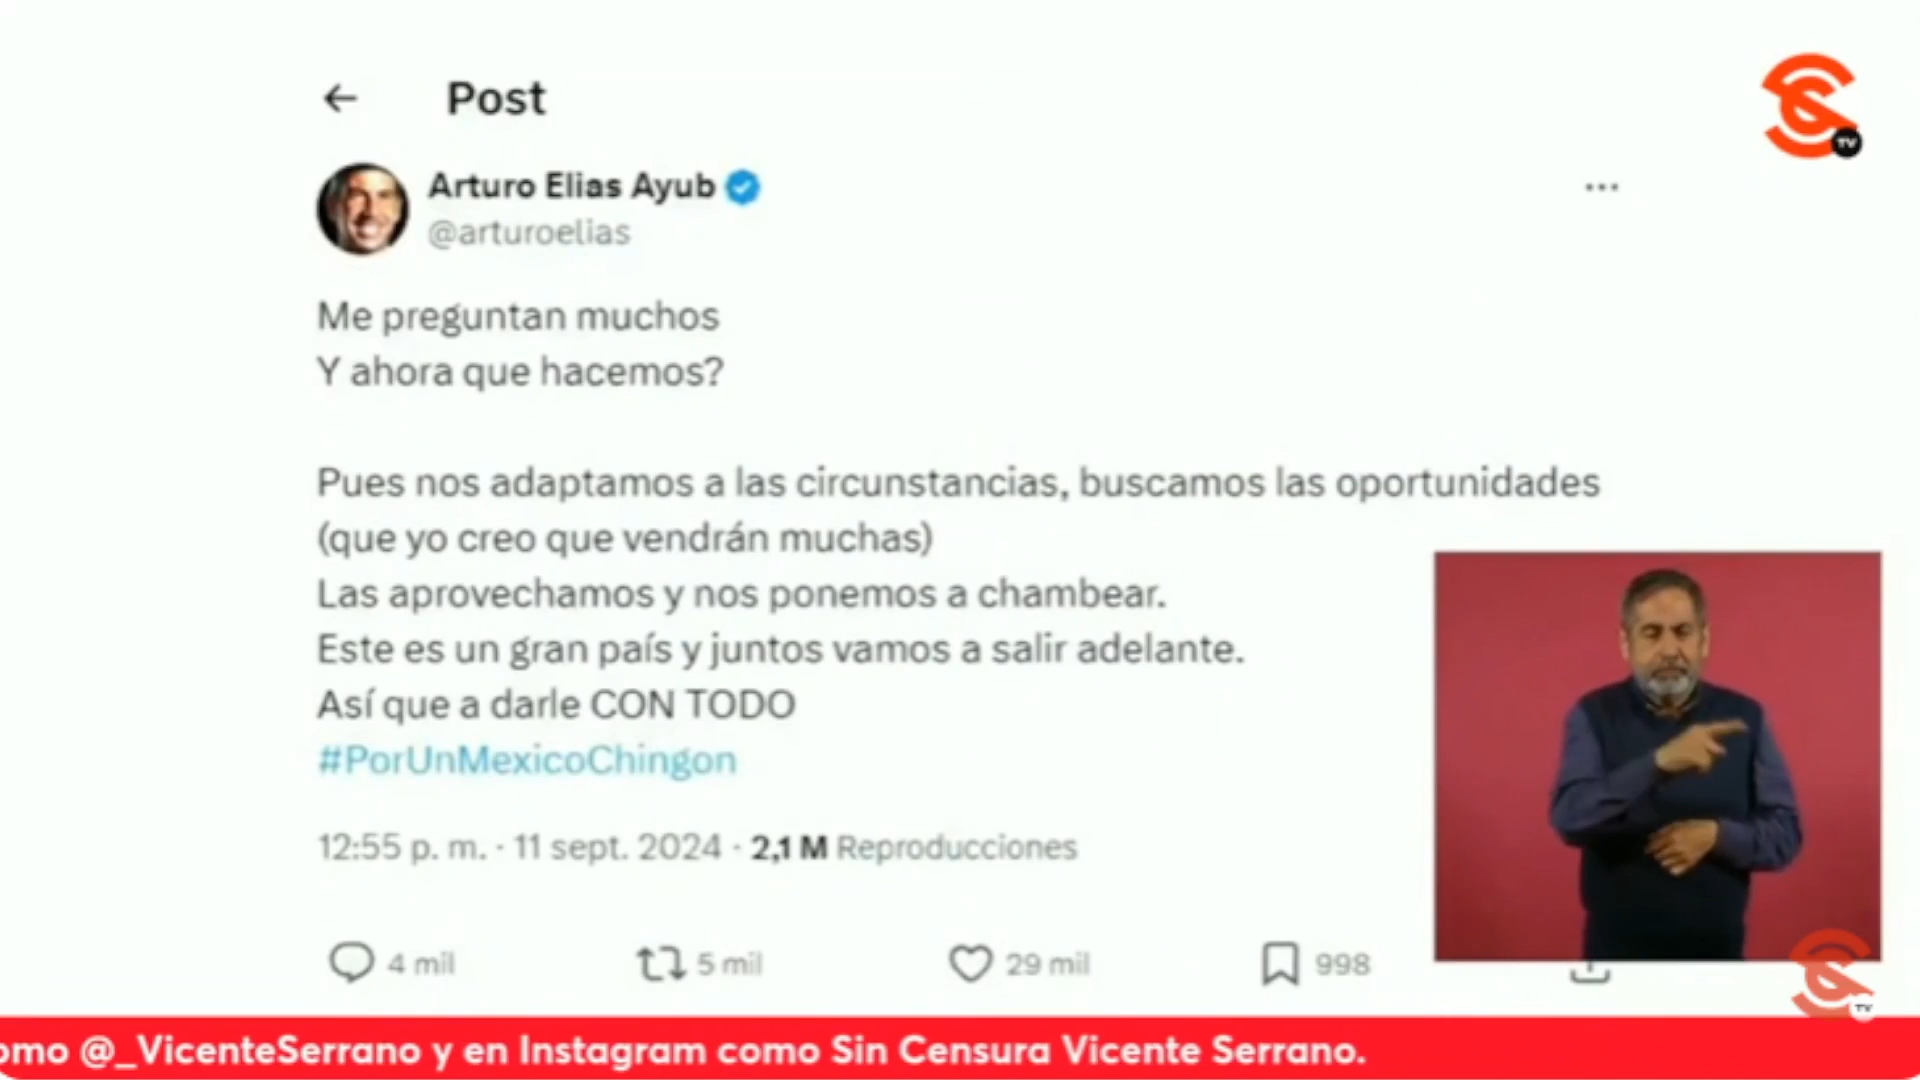 Post
Arturo Elias Ayub
@arturoelias
Me preguntan muchos
Y ahora que hacemos?
Pues nos adaptamos a las circunstancias, buscamos las oportunidades
(que yo creo que vendrán muchas)
Las aprovechamos y nos ponemos a chambear.
Este es un gran país y juntos vamos a salir adelante.
Así que a darle CON TODO
#PorUnMexicoChingon
12:55 p. m. · 11 sept. 2024 · 2,1 M Reproducciones
4 mil 5 mil 29 mil 998
TV
TV
omo @_VicenteSerrano y en Instagram como Sin Censura Vicente Serrano.